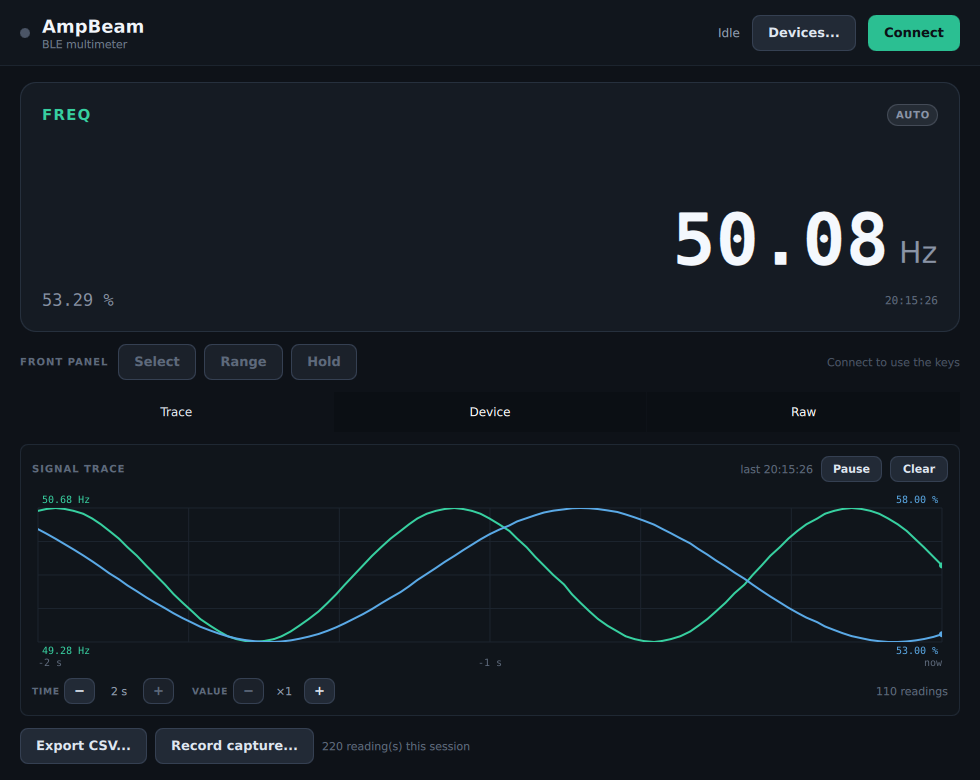 AmpBeam
BLE multimeter
Idle
Devices...
Connect
FREQ
AUTO
50.08 Hz
53.29 %
20:15:26
FRONT PANEL
Select
Range
Hold
Connect to use the keys
Trace
Device
Raw
SIGNAL TRACE
last 20:15:26
Pause
Clear
50.68 Hz
58.00 %
49.28 Hz
53.00 %
-2 s
-1 s
now
TIME
−
2 s
+
VALUE
−
×1
+
110 readings
Export CSV...
Record capture...
220 reading(s) this session